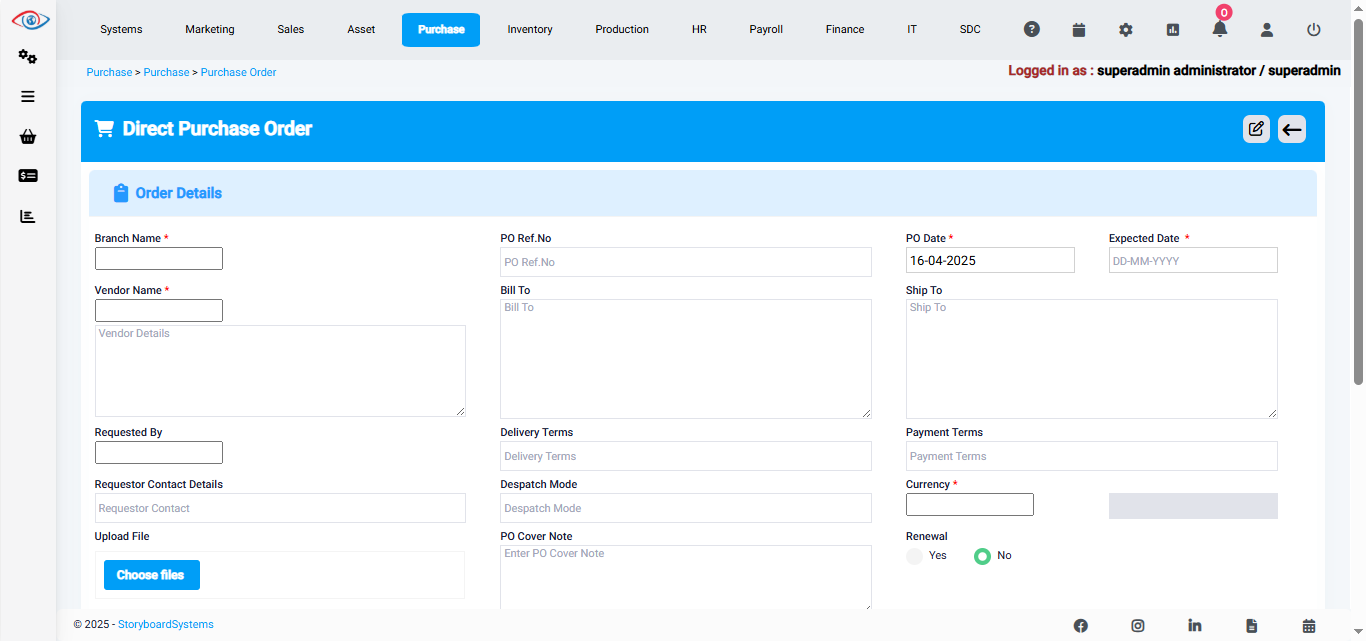 Systems Marketing Sales Asset Purchase Inventory Production HR Payroll Finance IT SDC 0
Purchase > Purchase > Purchase Order
Logged in as : superadmin administrator / superadmin
Direct Purchase Order
Order Details
Branch Name * PO Ref.No PO Date * Expected Date *
PO Ref.No 16-04-2025 DD-MM-YYYY
Vendor Name * Bill To Ship To
Bill To Ship To
Vendor Details
Requested By Delivery Terms Payment Terms
Delivery Terms Payment Terms
Requestor Contact Details Despatch Mode Currency *
Requestor Contact Despatch Mode
Upload File PO Cover Note Renewal
Enter PO Cover Note Yes No
Choose files
© 2025 - StoryboardSystems